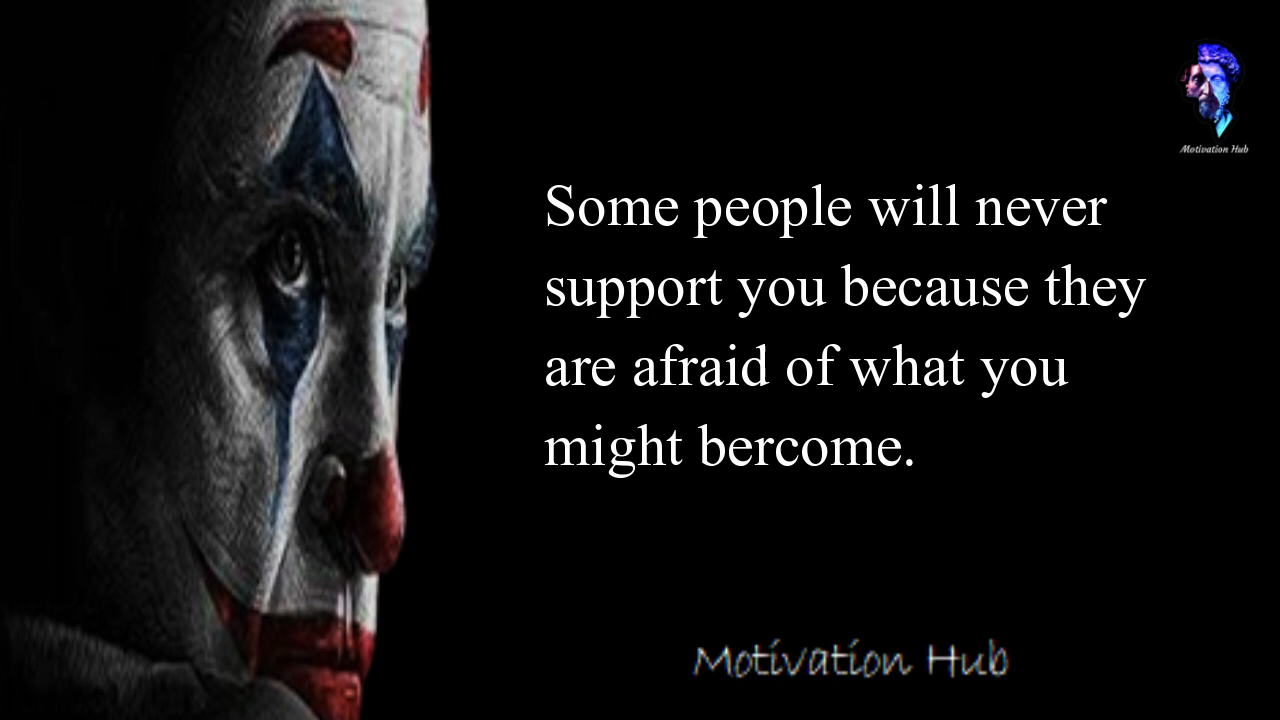 Motivation Hub
Some people will never
support you because they
are afraid of what you
might bercome.
Motivation Hub